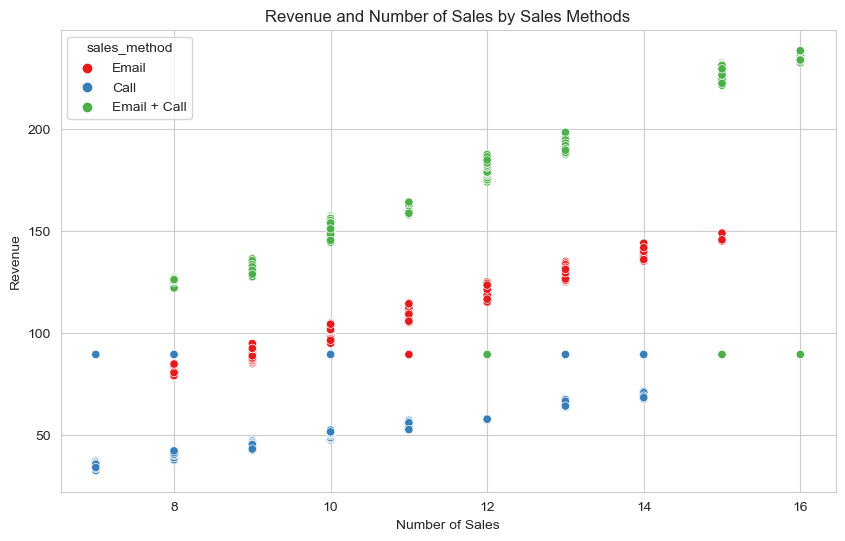 Revenue and Number of Sales by Sales Methods
sales_method
Email
Call
Email + Call
Revenue
200
150
100
50
8
10
12
14
16
Number of Sales